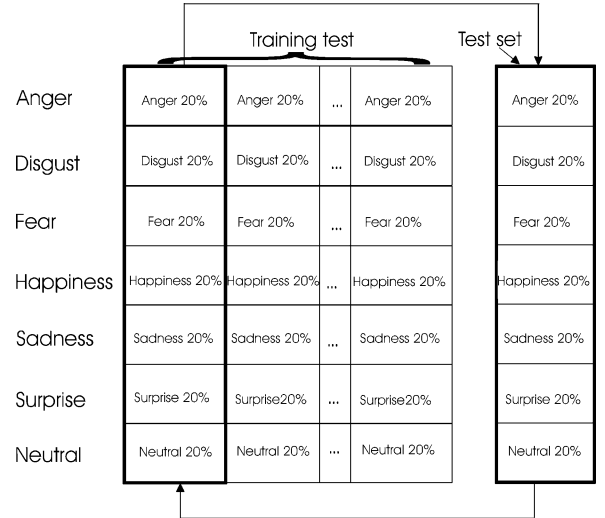 Training test Test set
Anger Anger 20% Anger 20% ... Anger 20% Anger 20%
Disgust Disgust 20% Disgust 20% ... Disgust 20% Disgust 20%
Fear Fear 20% Fear 20% ... Fear 20% Fear 20%
Happiness Happiness 20% Happiness 20% ... Happiness 20% Happiness 20%
Sadness Sadness 20% Sadness 20% ... Sadness 20% Sadness 20%
Surprise Surprise 20% Surprise20% ... Surprise20% Surprise 20%
Neutral Neutral 20% Neutral 20% ... Neutral 20% Neutral 20%